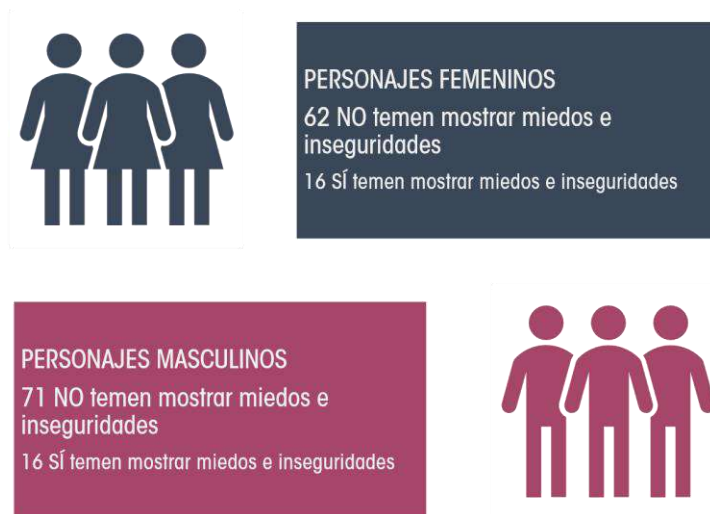 PERSONAJES FEMENINOS
62 NO temen mostrar miedos e
inseguridades
16 SÍ temen mostrar miedos e inseguridades
PERSONAJES MASCULINOS
71 NO temen mostrar miedos e
inseguridades
16 SÍ temen mostrar miedos e inseguridades